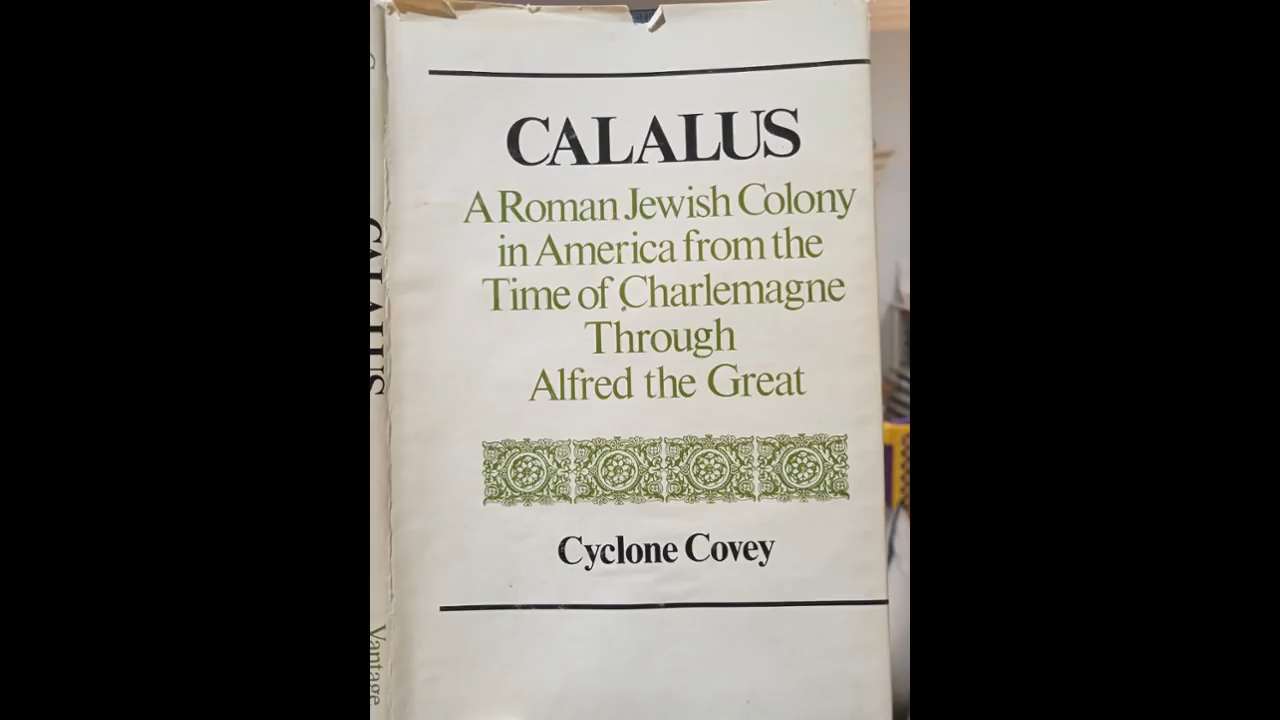 CALALUS
A Roman Jewish Colony
in America from the
Time of Charlemagne
Through
Alfred the Great
Cyclone Covey
CALALUS
Vantage